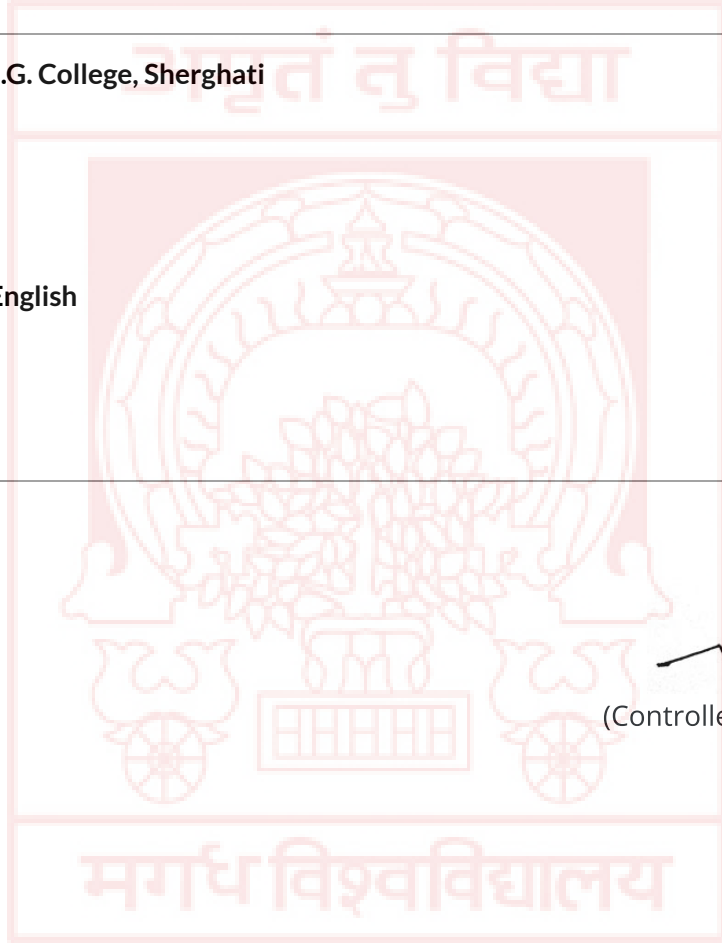 अमृतं तु विद्या
.G. College, Sherghati
English
(Controlle
मगध विश्वविद्यालय